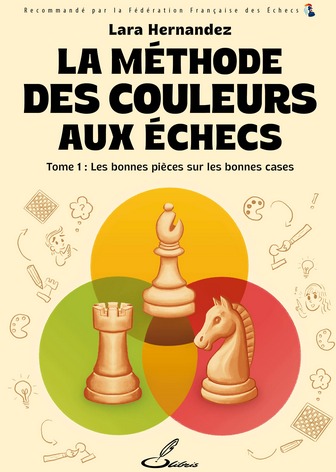 Recommandé par la Fédération Française des Échecs
Lara Hernandez
LA MÉTHODE
DES COULEURS
AUX ÉCHECS
Tome 1 : Les bonnes pièces sur les bonnes cases
Olibris